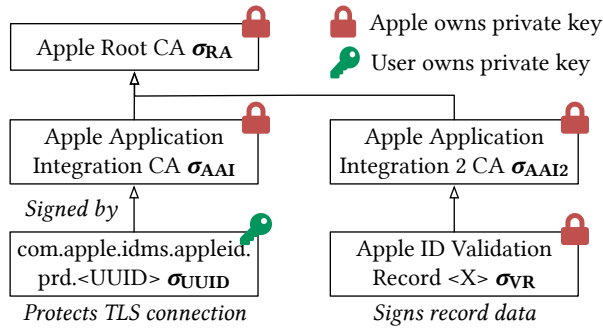 Apple Root CA σRA
Apple owns private key
User owns private key
Apple Application
Integration CA σAAI
Apple Application
Integration 2 CA σAAI2
Signed by
com.apple.idms.appleid.
prd.<UUID> σUUID
Apple ID Validation
Record <X> σVR
Protects TLS connection
Signs record data